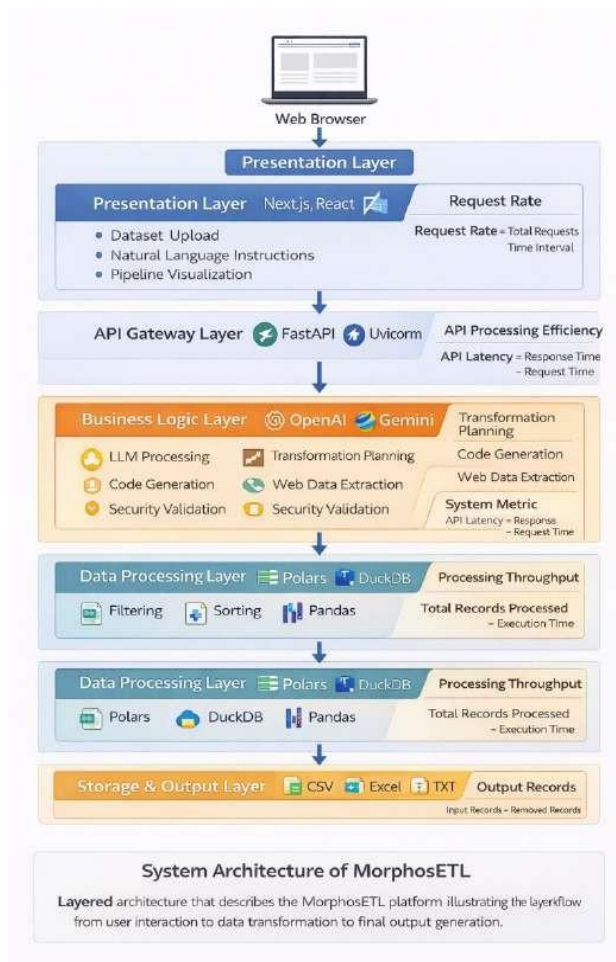 Web Browser
Presentation Layer
Presentation Layer Next.js, React
Request Rate
• Dataset Upload
• Natural Language Instructions
• Pipeline Visualization
Request Rate = Total Requests
Time Interval
API Gateway Layer FastAPI Uvicorm
API Processing Efficiency
API Latency = Response Time
– Request Time
Business Logic Layer OpenAI Gemini
Transformation
Planning
LLM Processing Transformation Planning
Code Generation
Code Generation Web Data Extraction
Web Data Extraction
Security Validation Security Validation
System Metric
API Latency = Response
– Request Time
Data Processing Layer Polars DuckDB
Processing Throughput
Filtering Sorting Pandas
Total Records Processed
– Execution Time
Data Processing Layer Polars DuckDB
Processing Throughput
Polars DuckDB Pandas
Total Records Processed
– Execution Time
Storage & Output Layer CSV Excel TXT
Output Records
Input Records – Removed Records
System Architecture of MorphosETL
Layered architecture that describes the MorphosETL platform illustrating the layerkflow
from user interaction to data transformation to final output generation.